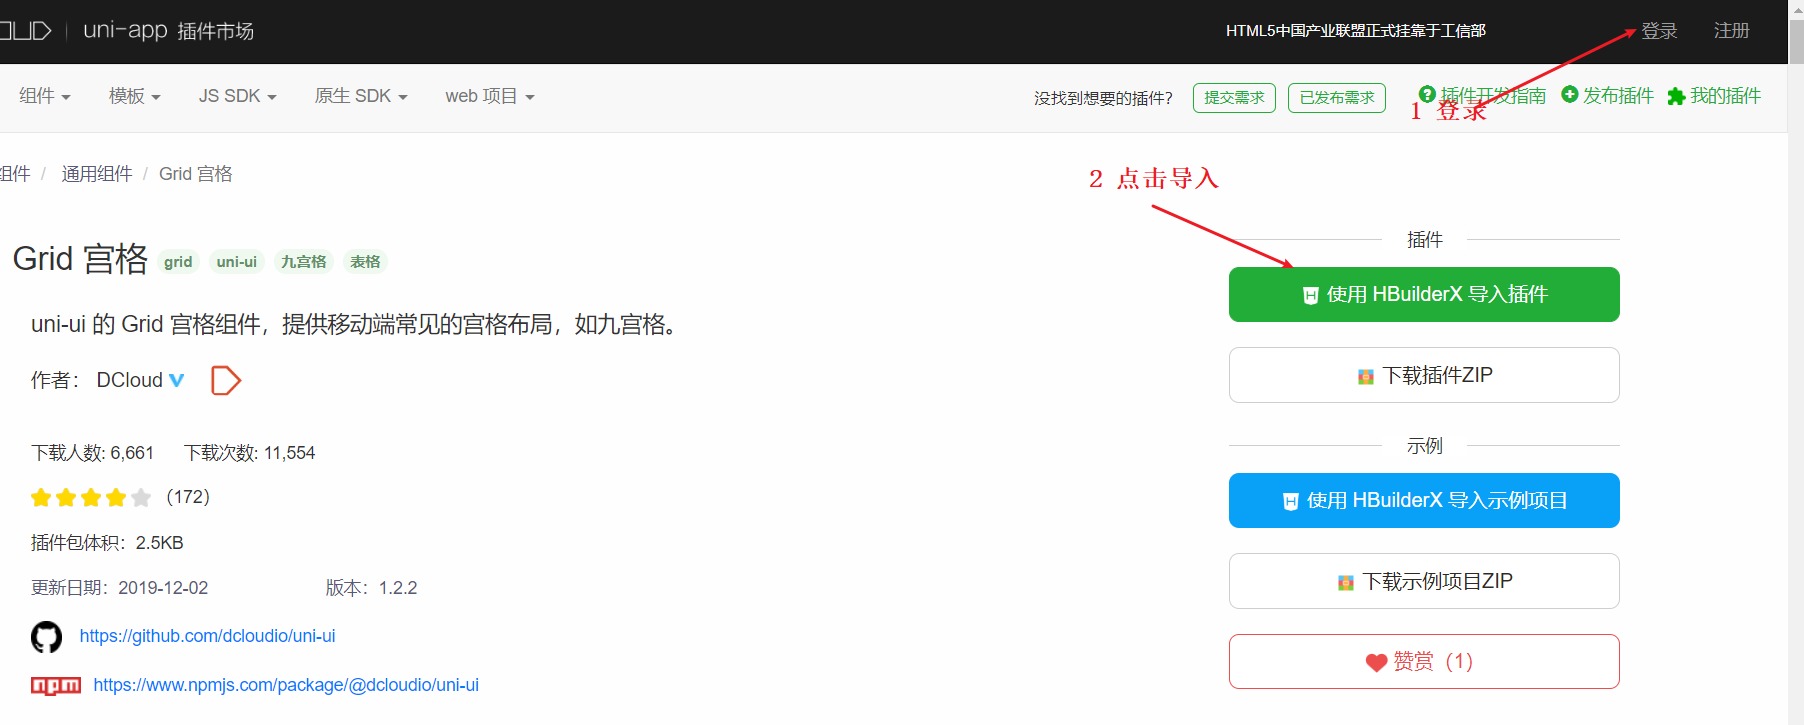 uni-app 插件市场
HTML5中国产业联盟正式挂靠于工信部
登录 注册
组件 模板 JS SDK 原生 SDK web 项目
没找到想要的插件? 提交需求 已发布需求 插件开发指南 发布插件 我的插件
1 登录
组件 / 通用组件 / Grid 宫格
2 点击导入
Grid 宫格 grid uni-ui 九宫格 表格
uni-ui 的 Grid 宫格组件，提供移动端常见的宫格布局，如九宫格。
作者： DCloud
下载人数: 6,661 下载次数: 11,554
（172）
插件包体积：2.5KB
更新日期：2019-12-02 版本：1.2.2
https://github.com/dcloudio/uni-ui
npm https://www.npmjs.com/package/@dcloudio/uni-ui
插件
使用 HBuilderX 导入插件
下载插件ZIP
示例
使用 HBuilderX 导入示例项目
下载示例项目ZIP
赞赏（1）